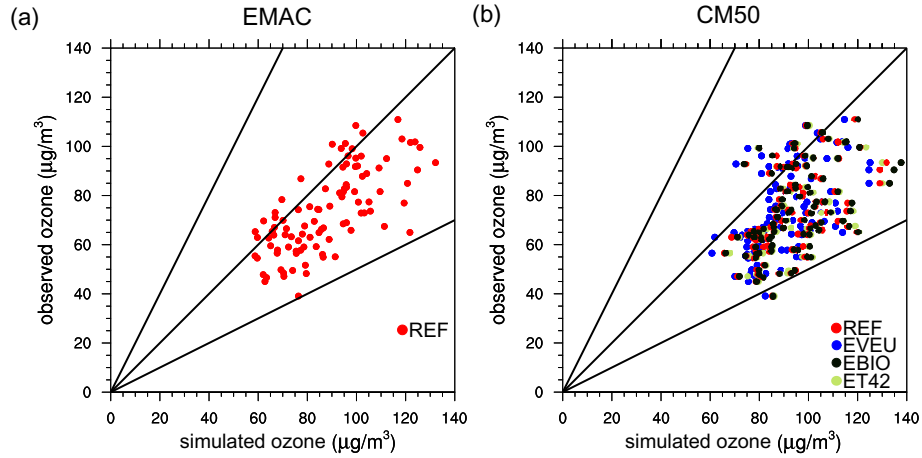 (a)
EMAC
140
120
100
80
60
40
20
0
observed ozone (µg/m³)
0 20 40 60 80 100 120 140
simulated ozone (µg/m³)
REF
(b)
CM50
140
120
100
80
60
40
20
0
observed ozone (µg/m³)
0 20 40 60 80 100 120 140
simulated ozone (µg/m³)
REF
EVEU
EBIO
ET42